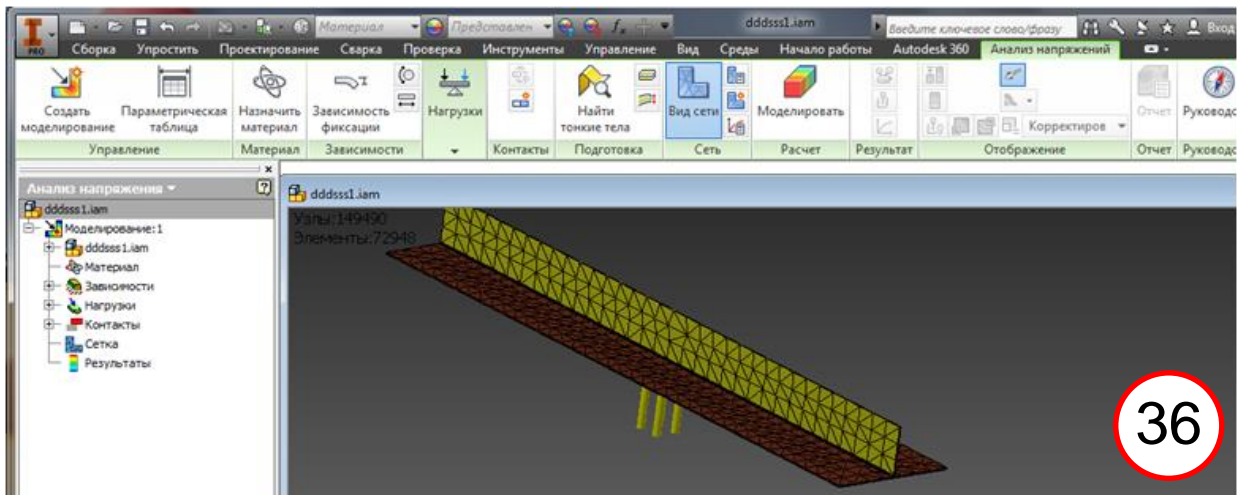 Материал Представлен dddsss1.iam Введите ключевое слово/фразу Вход
PRO Сборка Упростить Проектирование Сварка Проверка Инструменты Управление Вид Среды Начало работы Autodesk 360 Анализ напряжений
Создать моделирование
Параметрическая таблица
Назначить материал
Зависимость фиксации
Нагрузки
Найти тонкие тела
Вид сети
Моделировать
Корректиров
Отчет
Руководс
Управление Материал Зависимости Контакты Подготовка Сеть Расчет Результат Отображение Отчет Руководс
Анализ напряжения
dddsss1.iam
Моделирование:1
dddsss1.iam
Материал
Зависимости
Нагрузки
Контакты
Сетка
Результаты
dddsss1.iam
Узлы:149490
Элементы:72948
36